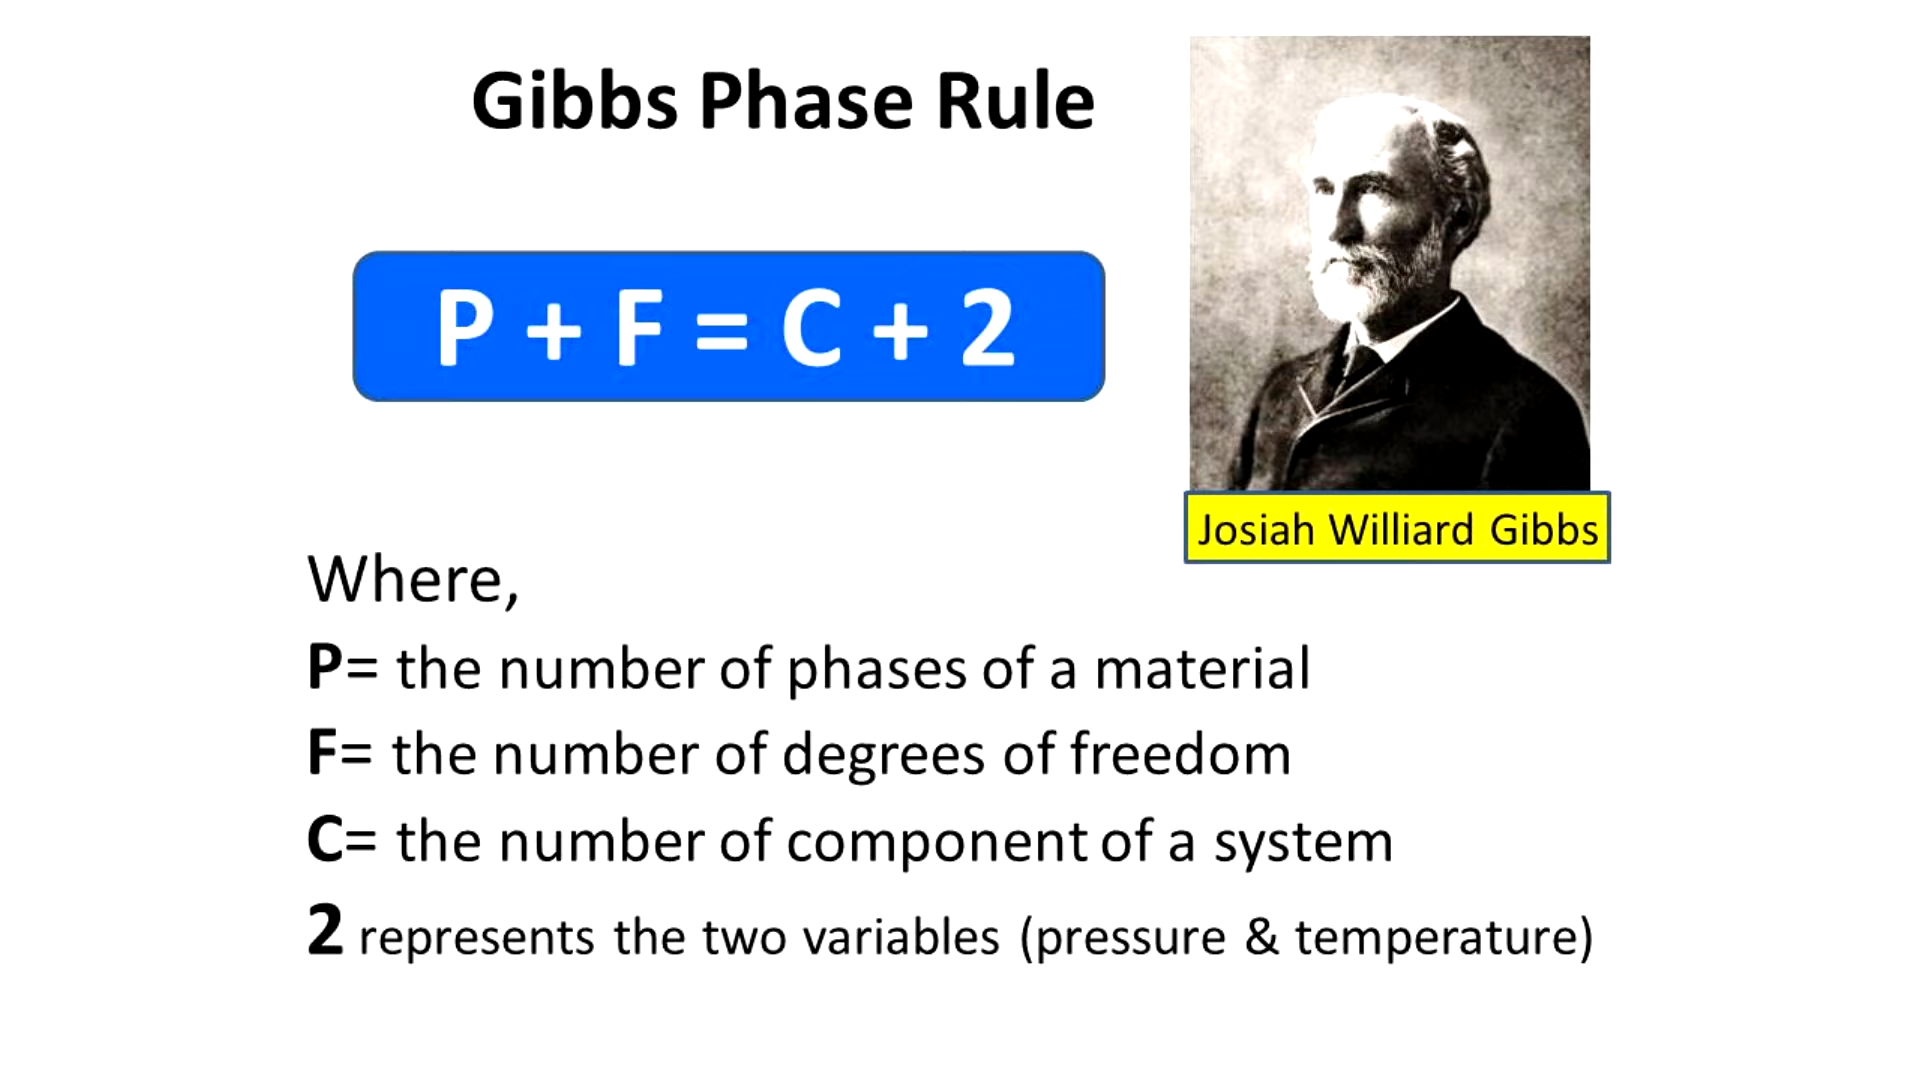 Gibbs Phase Rule
P + F = C + 2
Josiah Williard Gibbs
Where,
P= the number of phases of a material
F= the number of degrees of freedom
C= the number of component of a system
2 represents the two variables (pressure & temperature)